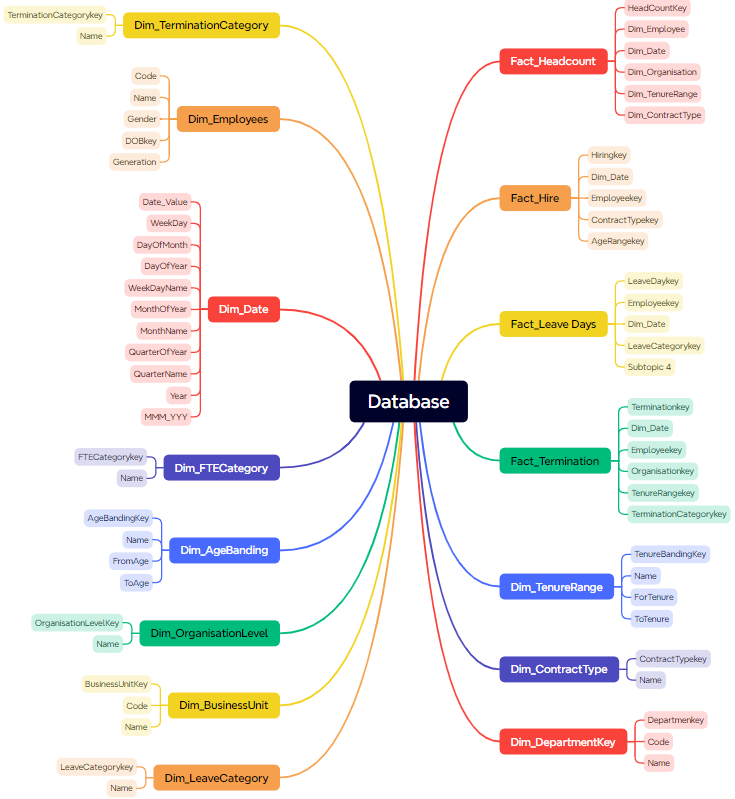 Database
Fact_Headcount
HeadCountKey
Dim_Employee
Dim_Date
Dim_Organisation
Dim_TenureRange
Dim_ContractType
Fact_Hire
Hiringkey
Dim_Date
Employeekey
ContractTypekey
AgeRangekey
Fact_Leave Days
LeaveDaykey
Employeekey
Dim_Date
LeaveCategorykey
Subtopic 4
Fact_Termination
Terminationkey
Dim_Date
Employeekey
Organisationkey
TenureRangekey
TerminationCategorykey
Dim_TenureRange
TenureBandingKey
Name
ForTenure
ToTenure
Dim_ContractType
ContractTypekey
Name
Dim_DepartmentKey
Departmenkey
Code
Name
Dim_TerminationCategory
TerminationCategorykey
Name
Dim_Employees
Code
Name
Gender
DOBkey
Generation
Dim_Date
Date_Value
WeekDay
DayOfMonth
DayOfYear
WeekDayName
MonthOfYear
MonthName
QuarterOfYear
QuarterName
Year
MMM_YYY
Dim_FTECategory
FTECategorykey
Name
Dim_AgeBanding
AgeBandingKey
Name
FromAge
ToAge
Dim_OrganisationLevel
OrganisationLevelKey
Name
Dim_BusinessUnit
BusinessUnitKey
Code
Name
Dim_LeaveCategory
LeaveCategorykey
Name